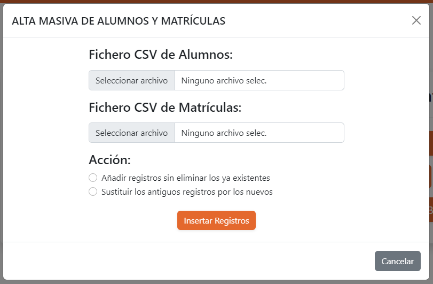 ALTA MASIVA DE ALUMNOS Y MATRÍCULAS
Fichero CSV de Alumnos:
Seleccionar archivo Ninguno archivo selec.
Fichero CSV de Matrículas:
Seleccionar archivo Ninguno archivo selec.
Acción:
Añadir registros sin eliminar los ya existentes
Sustituir los antiguos registros por los nuevos
Insertar Registros
Cancelar